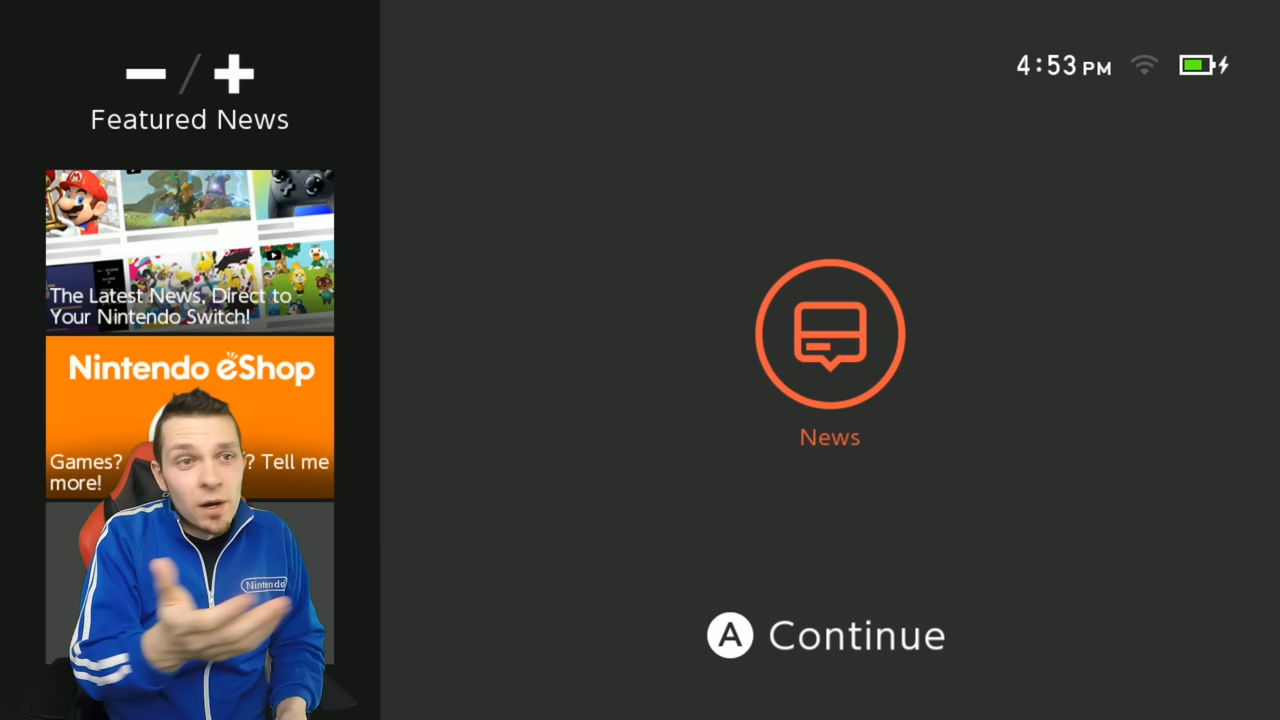 Featured News
The Latest News, Direct to
Your Nintendo Switch!
Nintendo eShop
Games?
? Tell me
more!
Nintendo
4:53 PM
News
A Continue